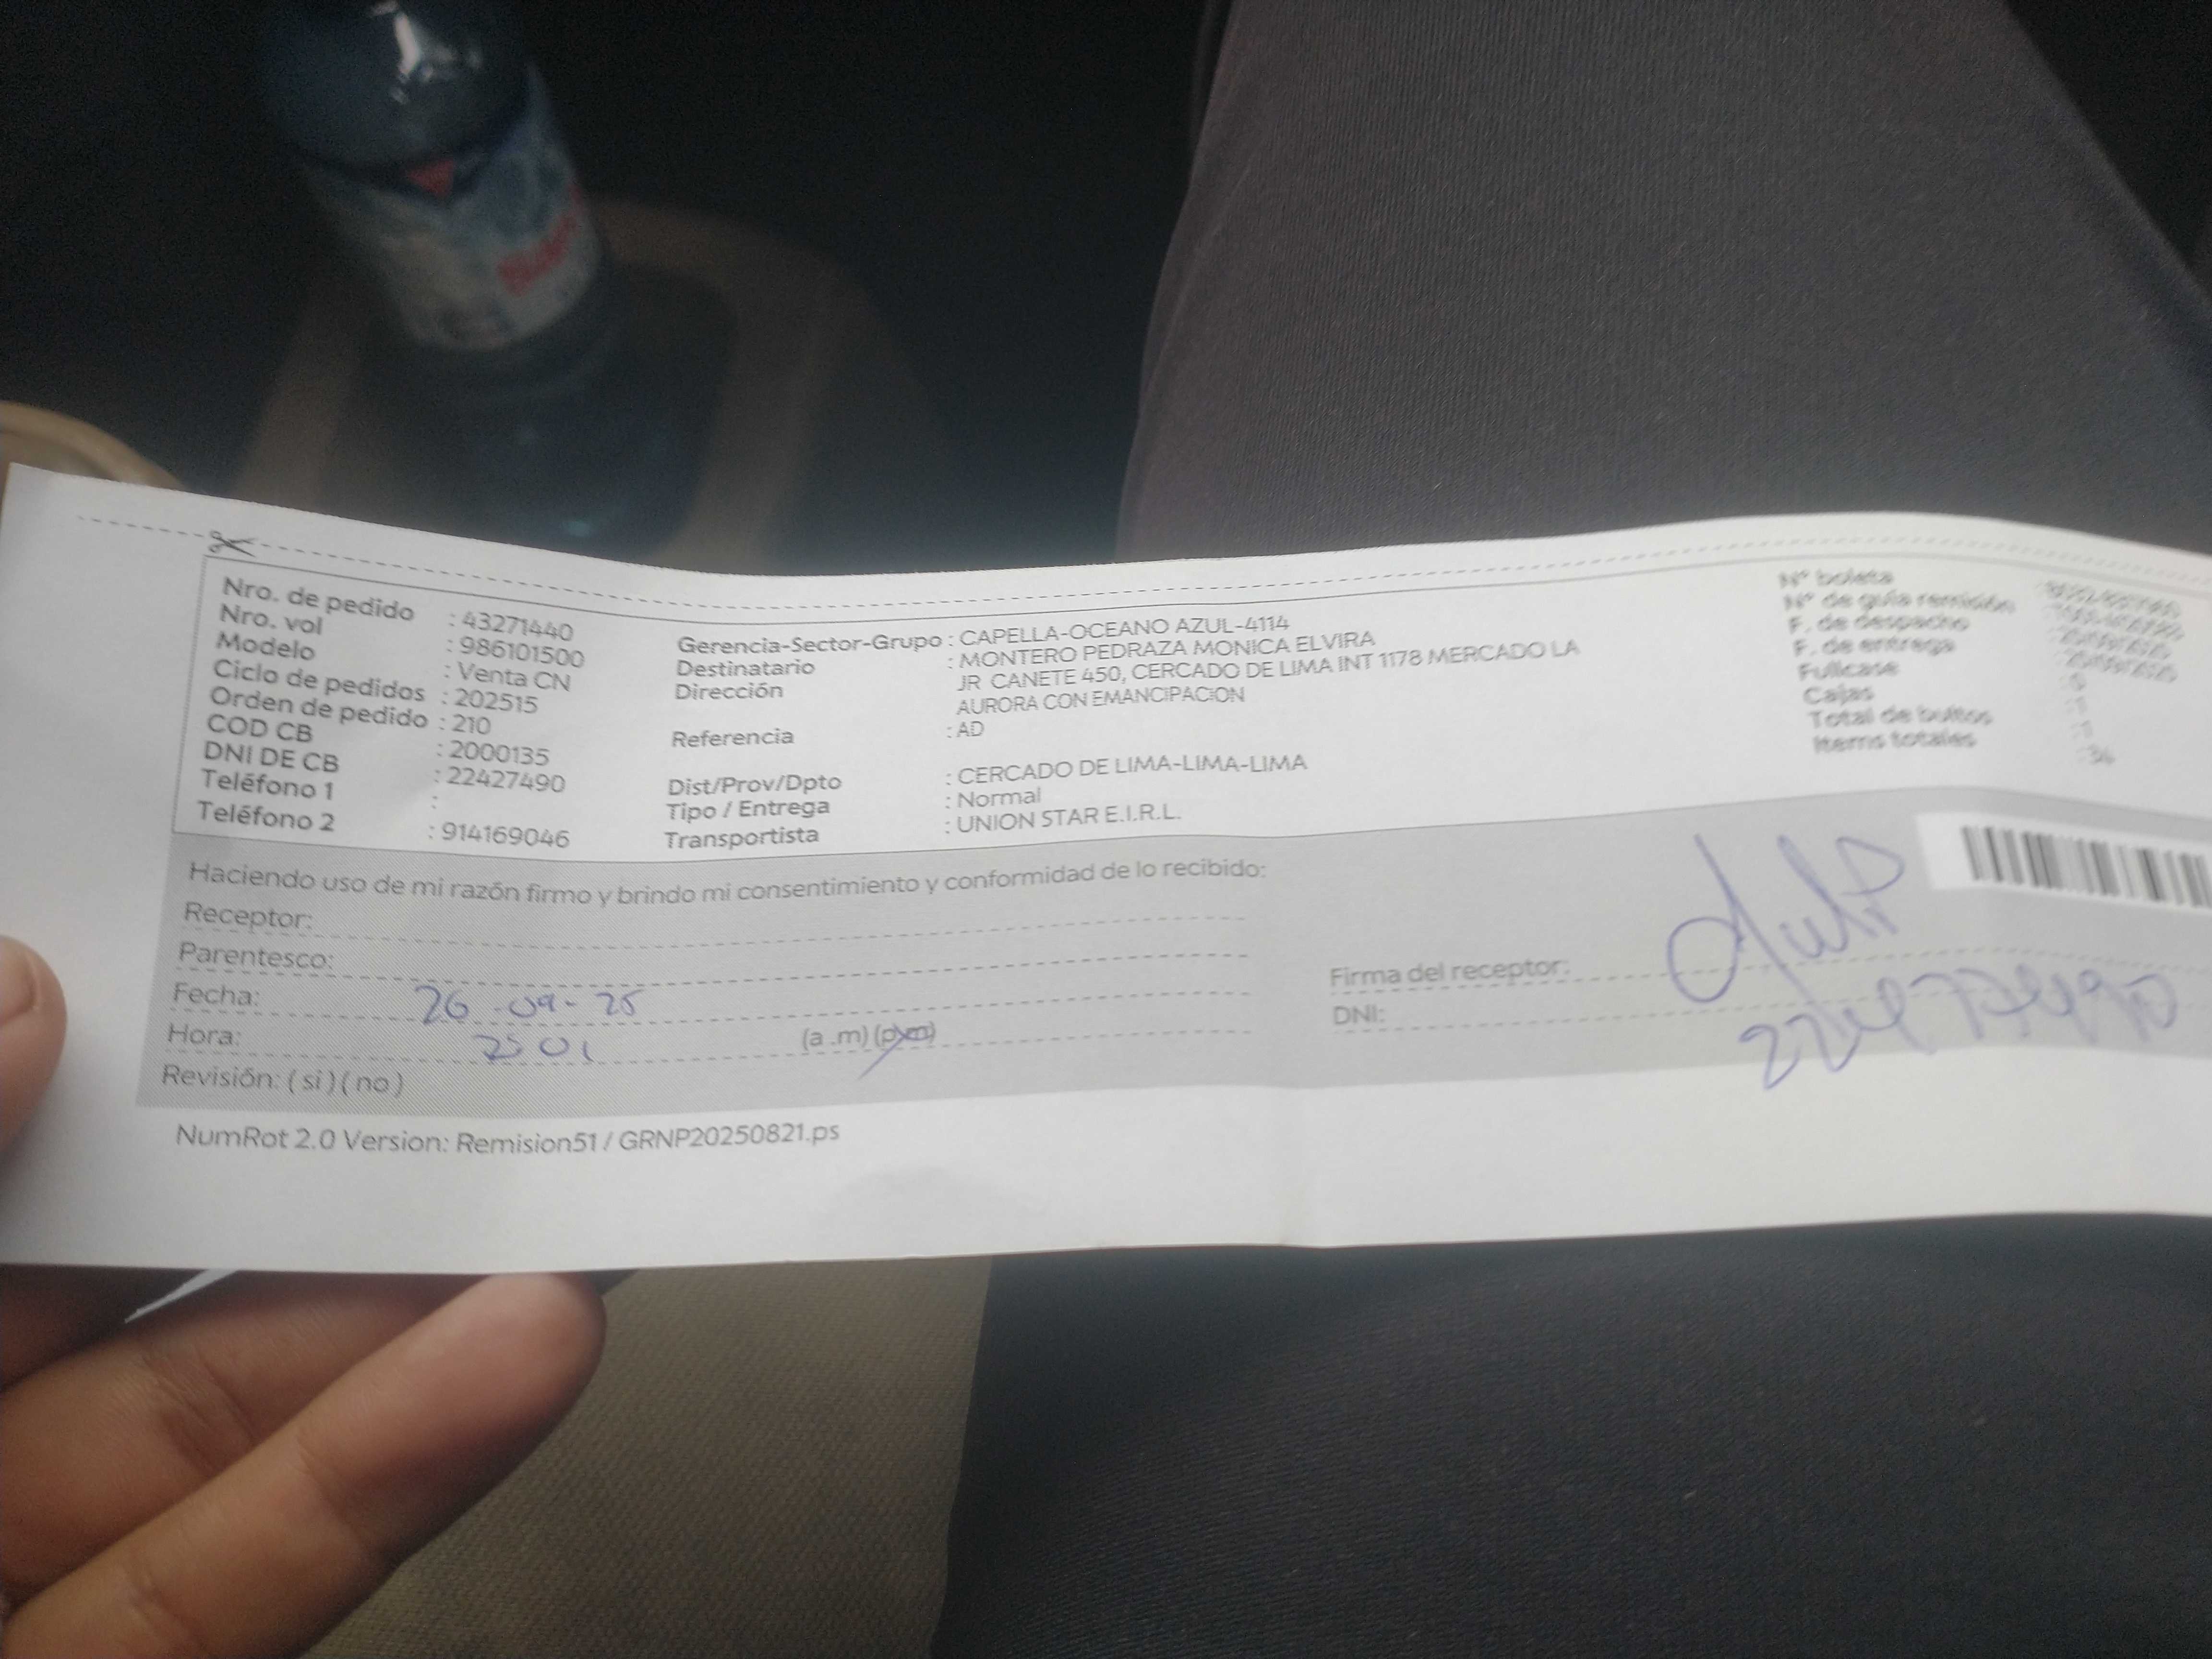 Nro. de pedido : 43271440
Nro. vol : 986101500
Modelo : Venta CN
Ciclo de pedidos : 202515
Orden de pedido : 210
COD CB : 2000135
DNI DE CB : 22427490
Teléfono 1 :
Teléfono 2 : 914169046
Gerencia-Sector-Grupo : CAPELLA-OCEANO AZUL-4114
Destinatario : MONTERO PEDRAZA MONICA ELVIRA
Dirección JR CANETE 450, CERCADO DE LIMA INT 1178 MERCADO LA
AURORA CON EMANCIPACION
Referencia : AD
Dist/Prov/Dpto : CERCADO DE LIMA-LIMA-LIMA
Tipo / Entrega : Normal
Transportista : UNION STAR E.I.R.L.
N° boleta
N° de guía remisión
F. de despacho
F. de entrega
Fullcase
Cajas
Total de bultos
Items totales
Haciendo uso de mi razón firmo y brindo mi consentimiento y conformidad de lo recibido:
Receptor:
Parentesco:
Fecha: 26-09-25
Hora: (a .m) (p.m)
Revisión: ( si ) ( no )
Firma del receptor:
DNI:
NumRot 2.0 Version: Remision51 / GRNP20250821.ps